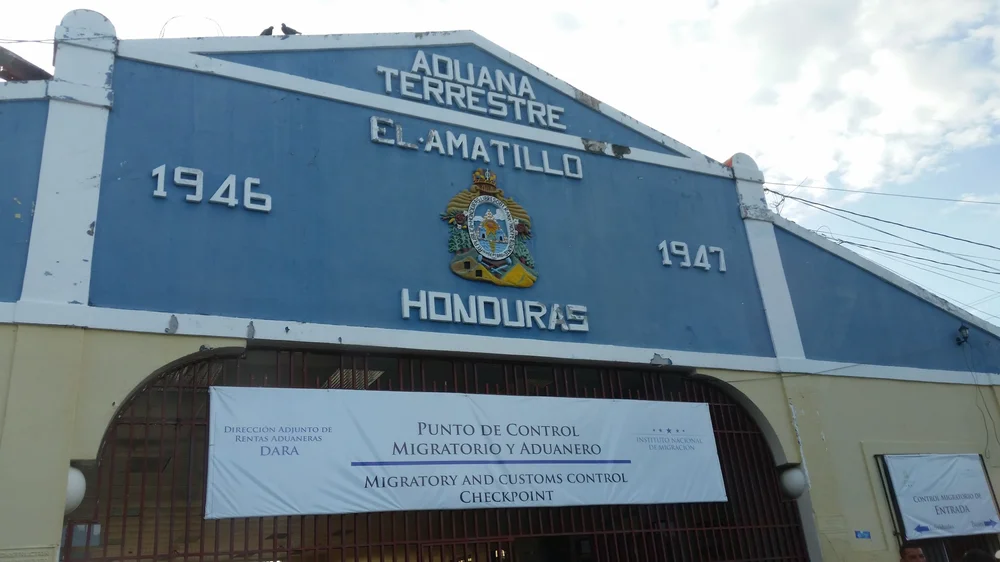 ADUANA
TERRESTRE
EL·AMATILLO
1946
1947
HONDURAS
DIRECCIÓN ADJUNTO DE
RENTAS ADUANERAS
DARA
PUNTO DE CONTROL
MIGRATORIO Y ADUANERO
MIGRATORY AND CUSTOMS CONTROL
CHECKPOINT
INSTITUTO NACIONAL
DE MIGRACIÓN
CONTROL MIGRATORIO DE
ENTRADA